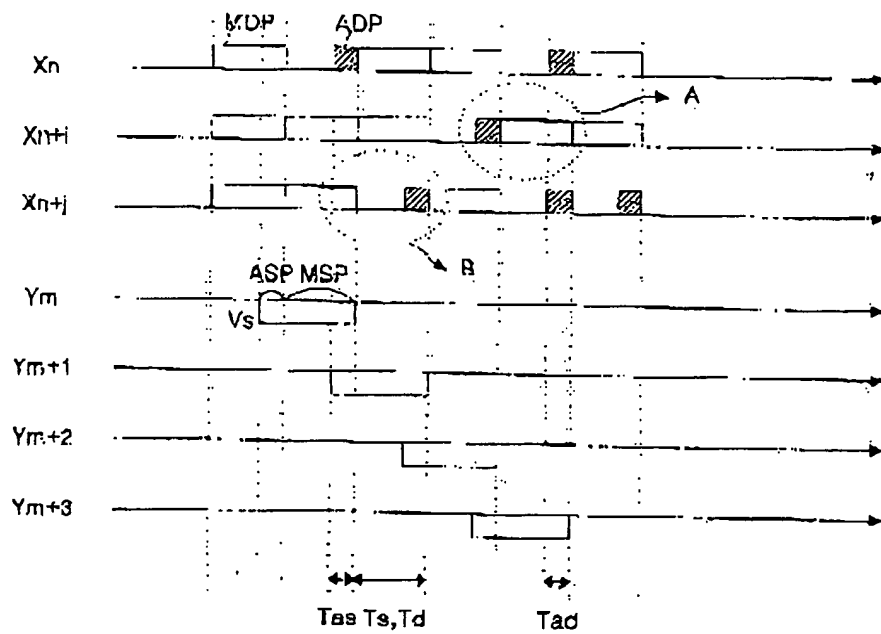 MDP ADP
Xn
A
Xn+i
Xn+j
B
ASP MSP
Ym
Vs
Ym+1
Ym+2
Ym+3
Tas Ts,Td Tad